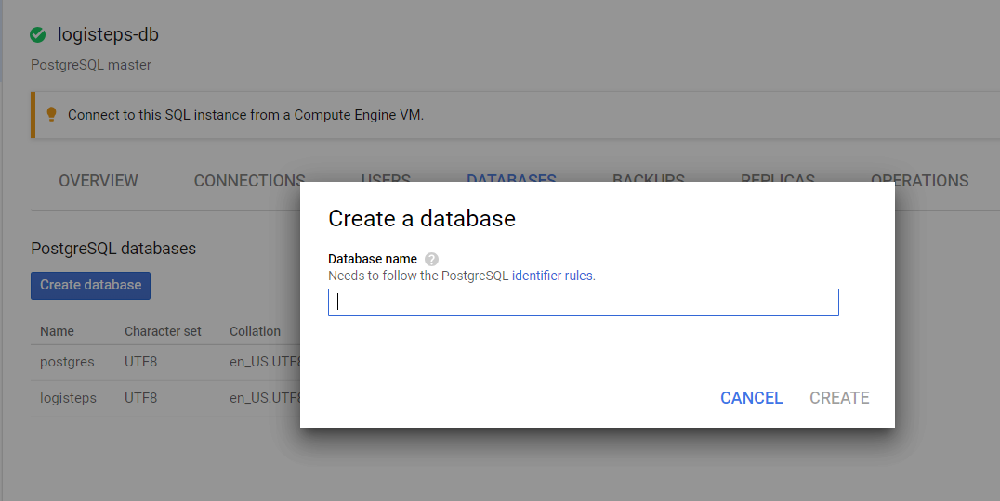 logisteps-db
PostgreSQL master
Connect to this SQL instance from a Compute Engine VM.
OVERVIEW CONNECTIONS USERS DATABASES BACKUPS REPLICAS OPERATIONS
Create a database
Database name ?
Needs to follow the PostgreSQL identifier rules.
CANCEL CREATE
PostgreSQL databases
Create database
Name Character set Collation
postgres UTF8 en_US.UTF8
logisteps UTF8 en_US.UTF8